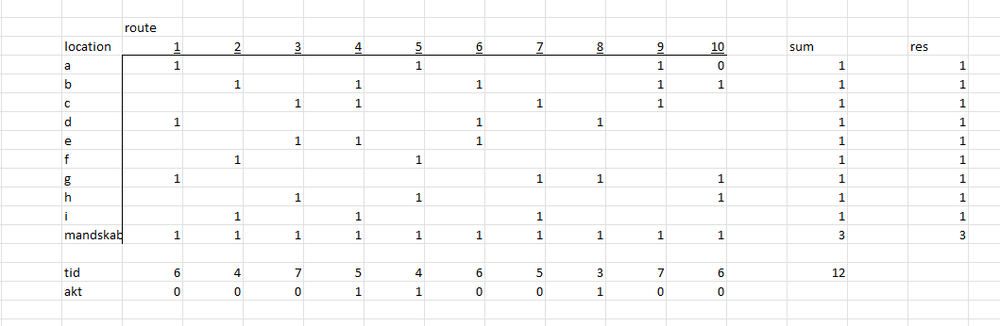 route
location 1 2 3 4 5 6 7 8 9 10 sum res
a 1 1 1 0 1 1
b 1 1 1 1 1 1 1
c 1 1 1 1 1 1
d 1 1 1 1 1
e 1 1 1 1 1
f 1 1 1 1
g 1 1 1 1 1 1
h 1 1 1 1 1
i 1 1 1 1 1
mandskab 1 1 1 1 1 1 1 1 1 1 3 3
tid 6 4 7 5 4 6 5 3 7 6 12
akt 0 0 0 1 1 0 0 1 0 0